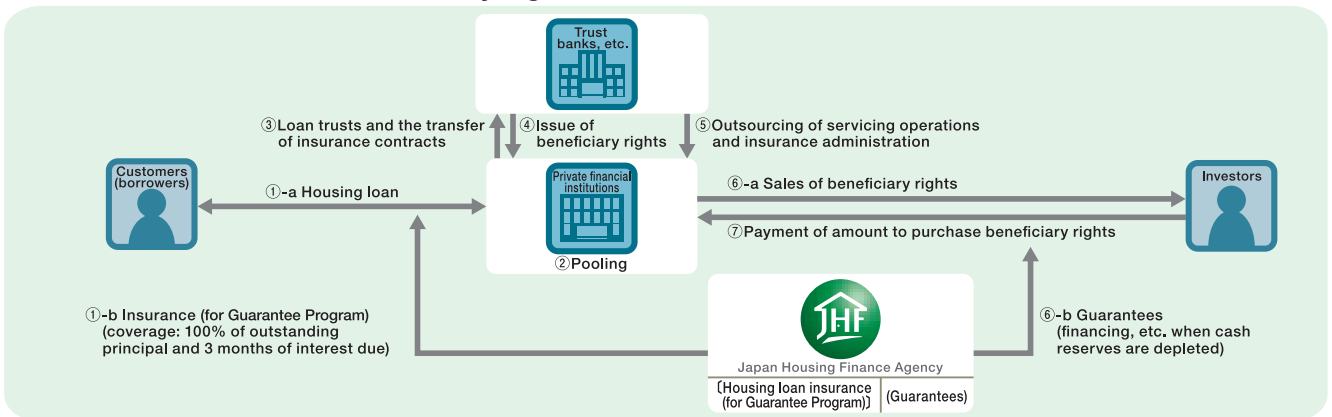 Trust
banks, etc.
③Loan trusts and the transfer
of insurance contracts
④Issue of
beneficiary rights
⑤Outsourcing of servicing operations
and insurance administration
Customers
(borrowers)
①-a Housing loan
Private financial
institutions
②Pooling
⑥-a Sales of beneficiary rights
⑦Payment of amount to purchase beneficiary rights
Investors
①-b Insurance (for Guarantee Program)
(coverage: 100% of outstanding
principal and 3 months of interest due)
JHF
Japan Housing Finance Agency
〔Housing loan insurance
(for Guarantee Program)〕
(Guarantees)
⑥-b Guarantees
(financing, etc. when cash
reserves are depleted)